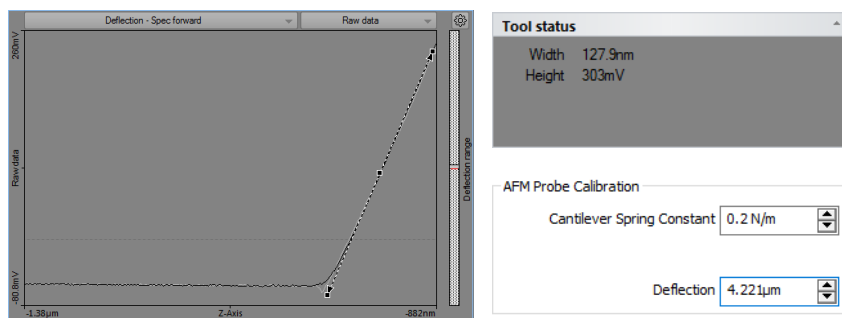 Deflection - Spec forward
Raw data
260mV
Raw data
-80.8mV
-1.38µm
Z-Axis
-882nm
Deflection range
Tool status
Width 127.9nm
Height 303mV
AFM Probe Calibration
Cantilever Spring Constant 0.2 N/m
Deflection 4.221µm